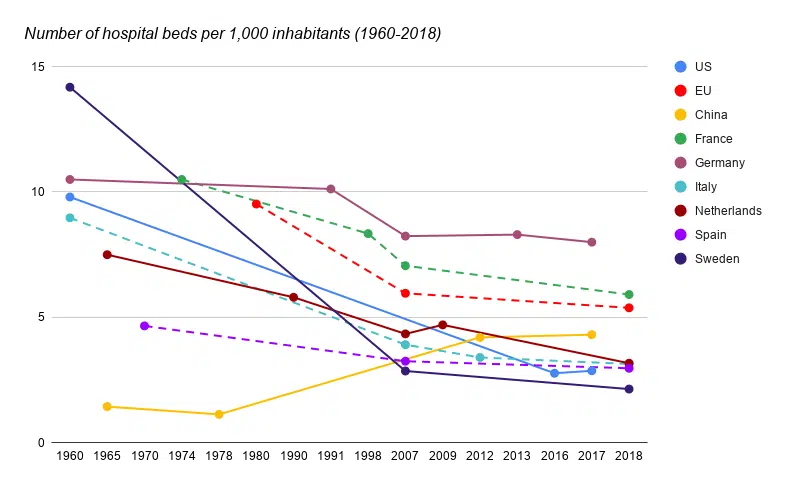 Number of hospital beds per 1,000 inhabitants (1960-2018)
15
10
5
0
1960 1965 1970 1974 1978 1980 1990 1991 1998 2007 2009 2012 2013 2016 2017 2018
US
EU
China
France
Germany
Italy
Netherlands
Spain
Sweden